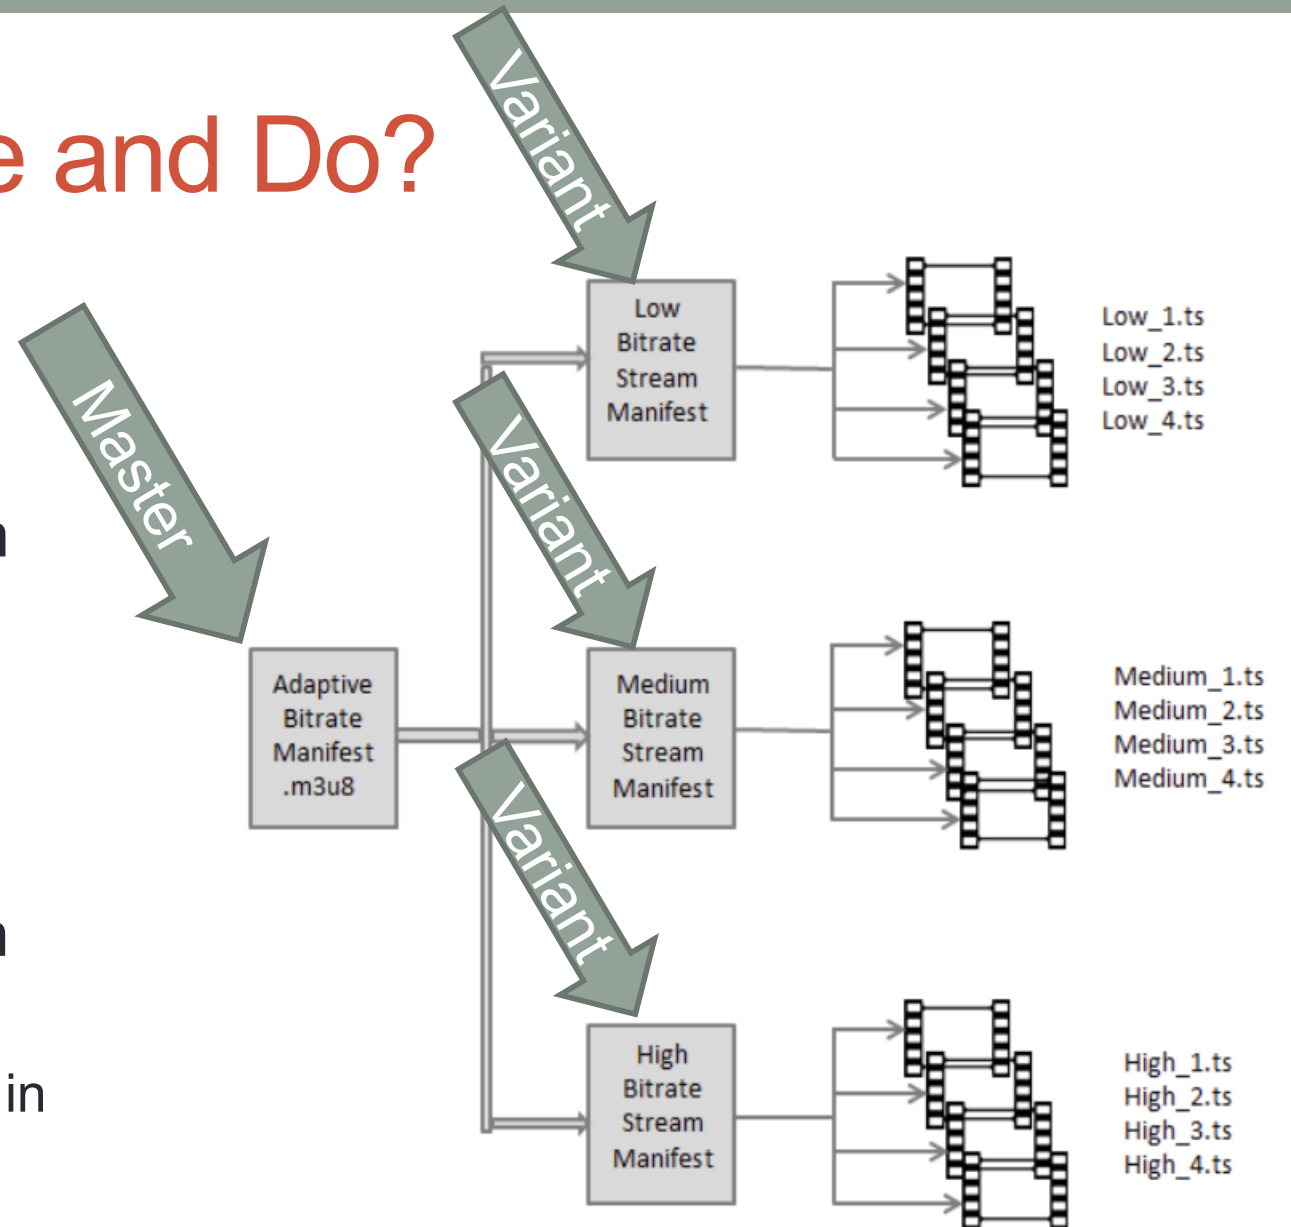 e and Do?
Variant
Low
Bitrate
Stream
Manifest
Low_1.ts
Low_2.ts
Low_3.ts
Low_4.ts
Master
Variant
n
Adaptive
Bitrate
Manifest
.m3u8
Medium
Bitrate
Stream
Manifest
Medium_1.ts
Medium_2.ts
Medium_3.ts
Medium_4.ts
Variant
n
in
High
Bitrate
Stream
Manifest
High_1.ts
High_2.ts
High_3.ts
High_4.ts